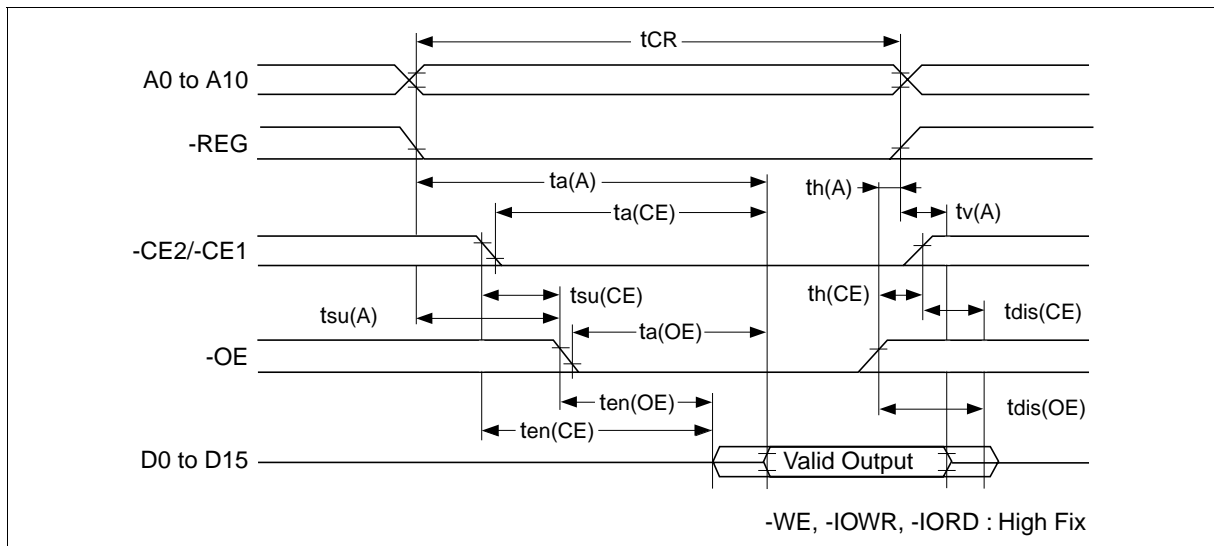 tCR
A0 to A10
-REG
ta(A)
th(A)
ta(CE)
tv(A)
-CE2/-CE1
tsu(CE)
th(CE)
tsu(A)
tdis(CE)
ta(OE)
-OE
ten(OE)
tdis(OE)
ten(CE)
D0 to D15
Valid Output
-WE, -IOWR, -IORD : High Fix